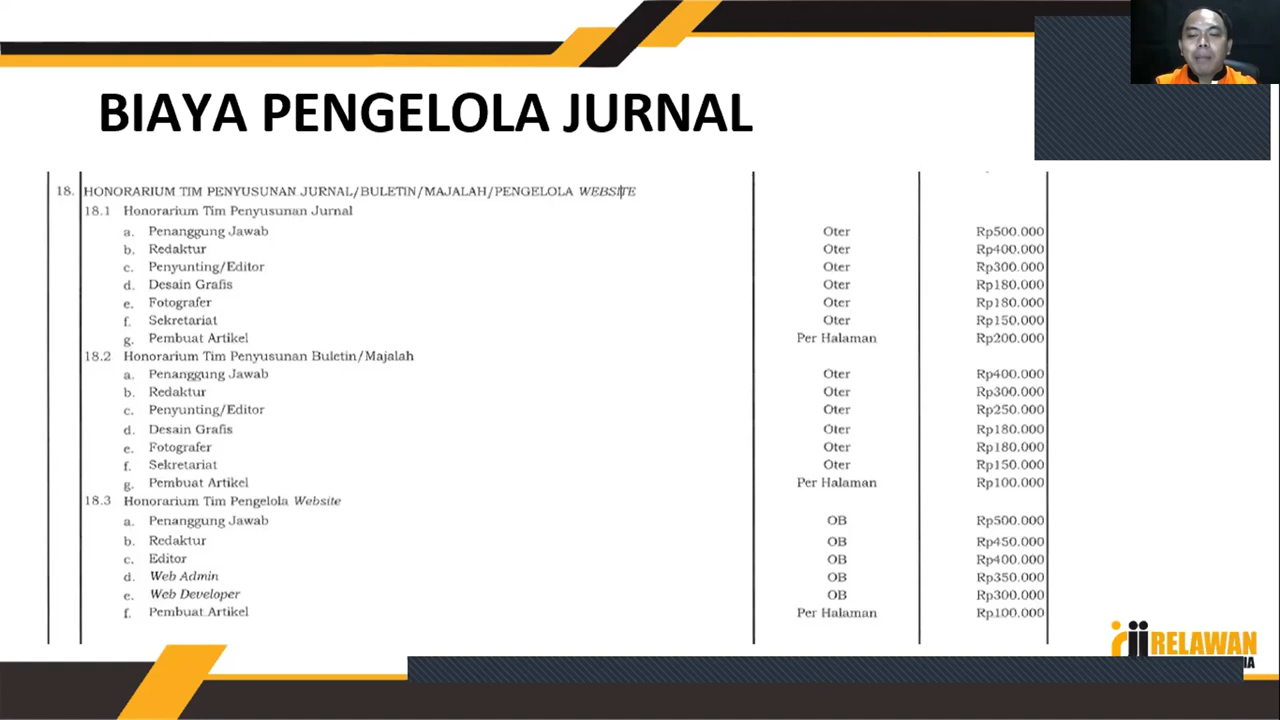 BIAYA PENGELOLA JURNAL
18. HONORARIUM TIM PENYUSUNAN JURNAL/BULETIN/MAJALAH/PENGELOLA WEBSITE
18.1 Honorarium Tim Penyusunan Jurnal
a. Penanggung Jawab Oter Rp500.000
b. Redaktur Oter Rp400.000
c. Penyunting/Editor Oter Rp300.000
d. Desain Grafis Oter Rp180.000
e. Fotografer Oter Rp180.000
f. Sekretariat Oter Rp150.000
g. Pembuat Artikel Per Halaman Rp200.000
18.2 Honorarium Tim Penyusunan Buletin/Majalah
a. Penanggung Jawab Oter Rp400.000
b. Redaktur Oter Rp300.000
c. Penyunting/Editor Oter Rp250.000
d. Desain Grafis Oter Rp180.000
e. Fotografer Oter Rp180.000
f. Sekretariat Oter Rp150.000
g. Pembuat Artikel Per Halaman Rp100.000
18.3 Honorarium Tim Pengelola Website
a. Penanggung Jawab OB Rp500.000
b. Redaktur OB Rp450.000
c. Editor OB Rp400.000
d. Web Admin OB Rp350.000
e. Web Developer OB Rp300.000
f. Pembuat Artikel Per Halaman Rp100.000
RELAWAN